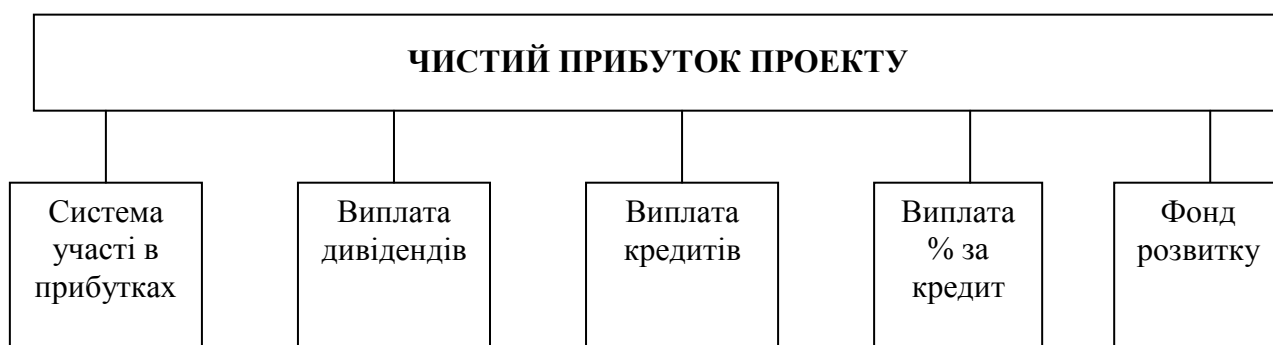 ЧИСТИЙ ПРИБУТОК ПРОЕКТУ
Система
участі в
прибутках
Виплата
дивідендів
Виплата
кредитів
Виплата
% за
кредит
Фонд
розвитку